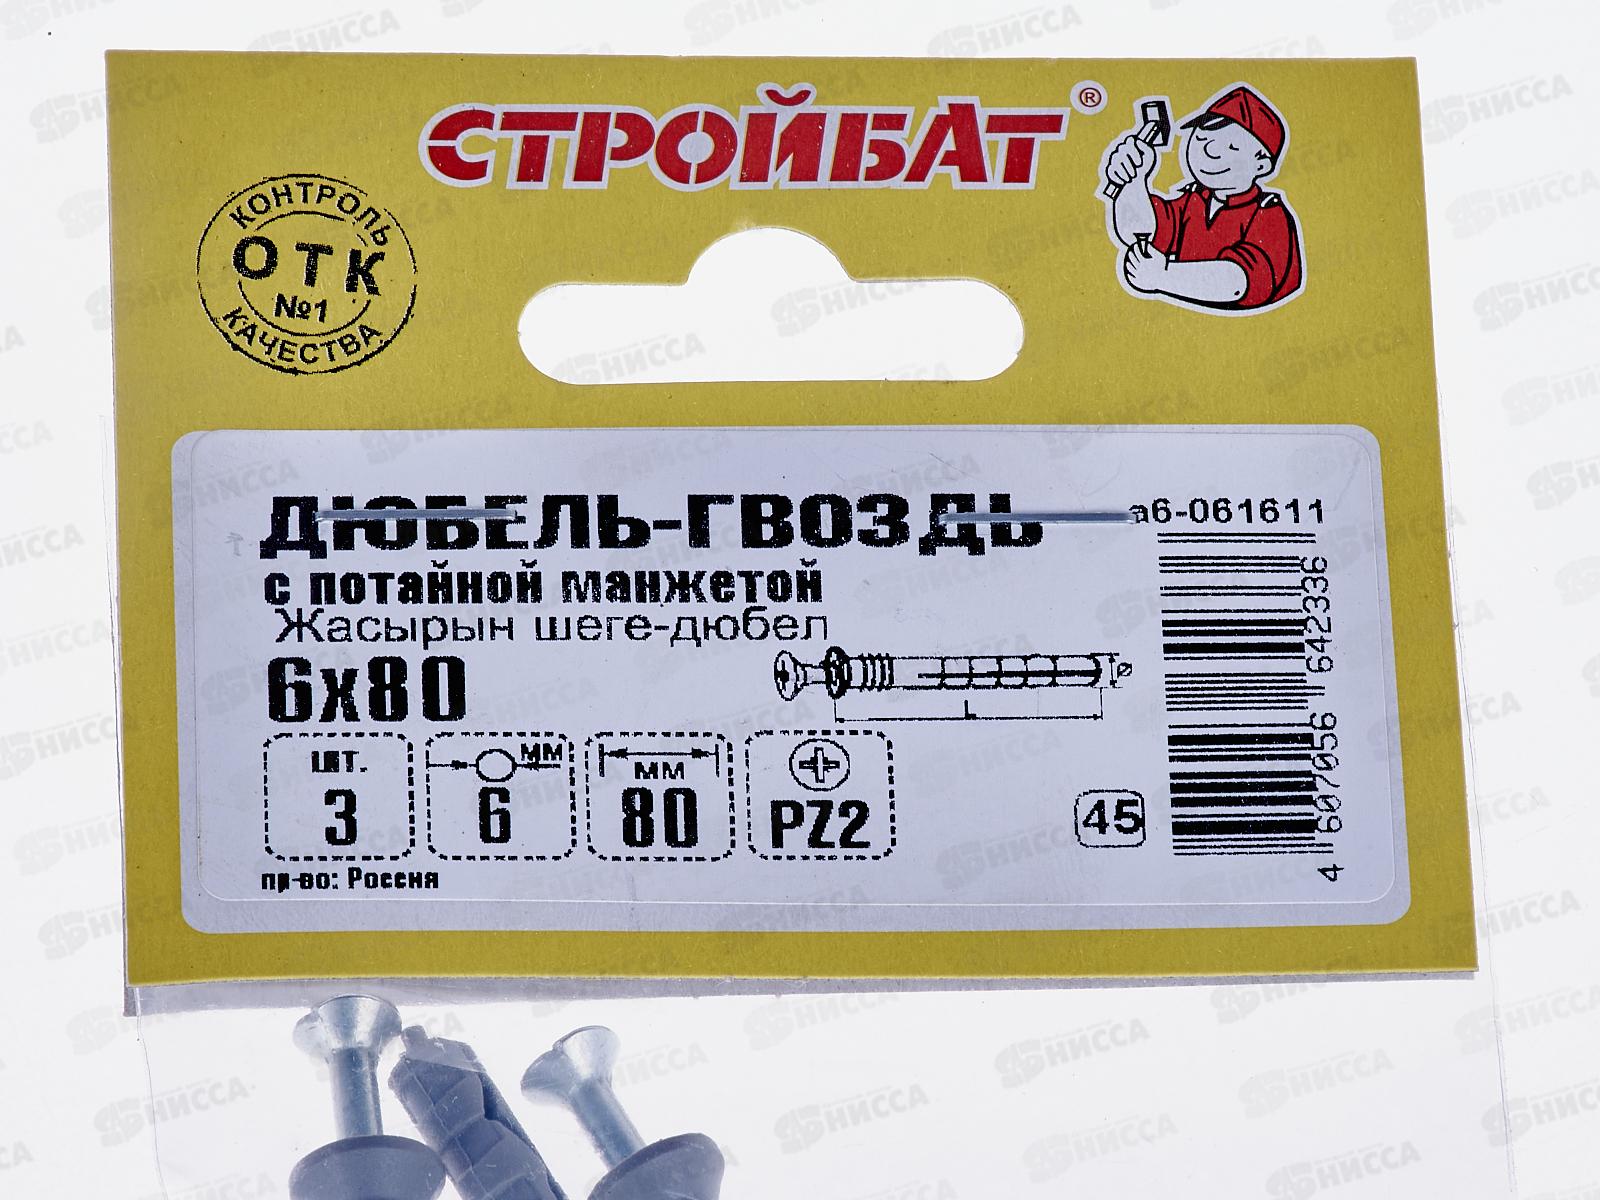 СТРОЙБАТ®
КОНТРОЛЬ
ОТК
№1
КАЧЕСТВА
ДЮБЕЛЬ-ГВОЗДЬ
а6-061611
с потайной манжетой
Жасырын шеге-дюбел
6х80
L
ø
шт.
3
мм
6
мм
80
PZ2
45
пр-во: Россия
4 607056 642336
НИССА